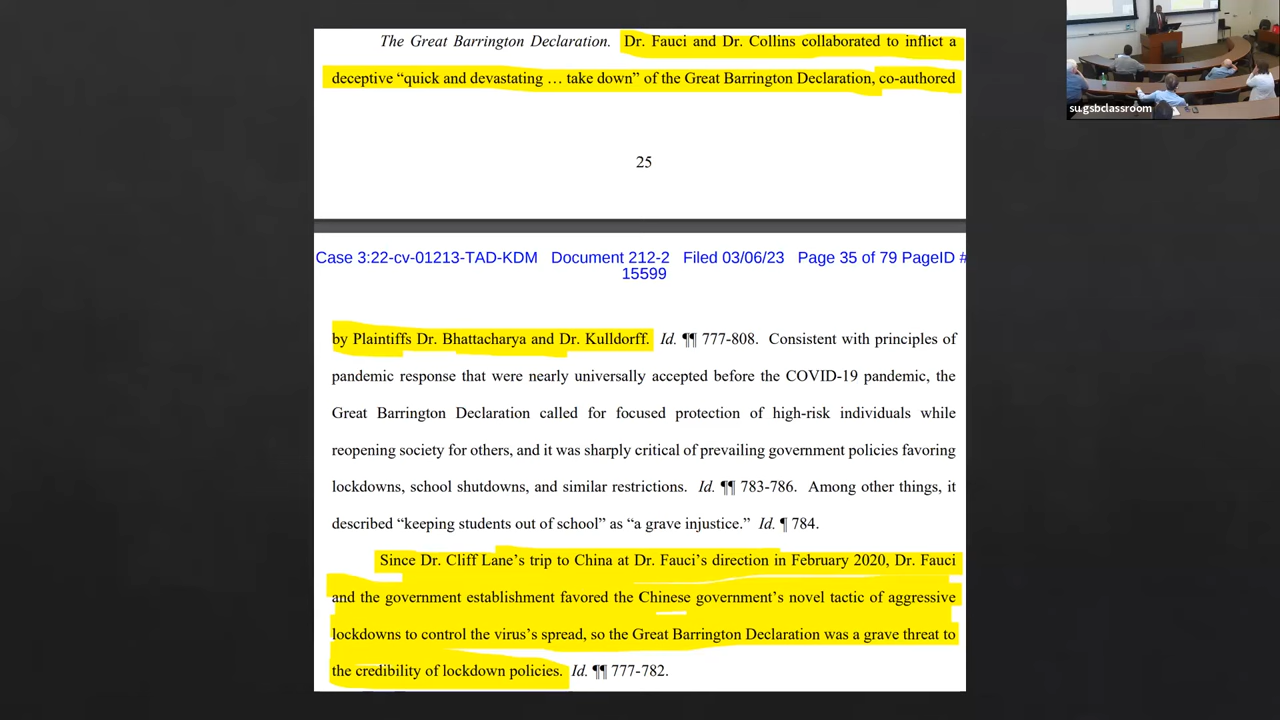 The Great Barrington Declaration. Dr. Fauci and Dr. Collins collaborated to inflict a
deceptive “quick and devastating … take down” of the Great Barrington Declaration, co-authored
25
Case 3:22-cv-01213-TAD-KDM Document 212-2 Filed 03/06/23 Page 35 of 79 PageID #
15599
by Plaintiffs Dr. Bhattacharya and Dr. Kulldorff. Id. ¶¶ 777-808. Consistent with principles of
pandemic response that were nearly universally accepted before the COVID-19 pandemic, the
Great Barrington Declaration called for focused protection of high-risk individuals while
reopening society for others, and it was sharply critical of prevailing government policies favoring
lockdowns, school shutdowns, and similar restrictions. Id. ¶¶ 783-786. Among other things, it
described “keeping students out of school” as “a grave injustice.” Id. ¶ 784.
Since Dr. Cliff Lane’s trip to China at Dr. Fauci’s direction in February 2020, Dr. Fauci
and the government establishment favored the Chinese government’s novel tactic of aggressive
lockdowns to control the virus’s spread, so the Great Barrington Declaration was a grave threat to
the credibility of lockdown policies. Id. ¶¶ 777-782.
su.gsbclassroom